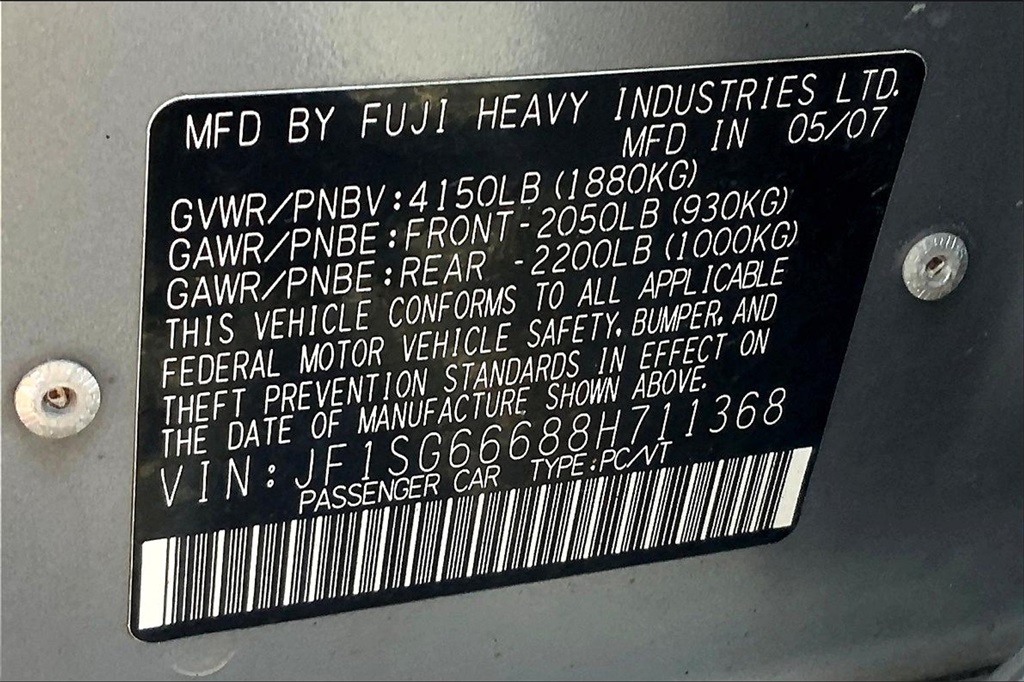 MFD BY FUJI HEAVY INDUSTRIES LTD.
MFD IN 05/07
GVWR/PNBV:4150LB (1880KG)
GAWR/PNBE:FRONT-2050LB (930KG)
GAWR/PNBE:REAR -2200LB (1000KG)
THIS VEHICLE CONFORMS TO ALL APPLICABLE
FEDERAL MOTOR VEHICLE SAFETY, BUMPER, AND
THEFT PREVENTION STANDARDS IN EFFECT ON
THE DATE OF MANUFACTURE SHOWN ABOVE.
VIN: JF1SG66688H711368
PASSENGER CAR TYPE:PC/VT